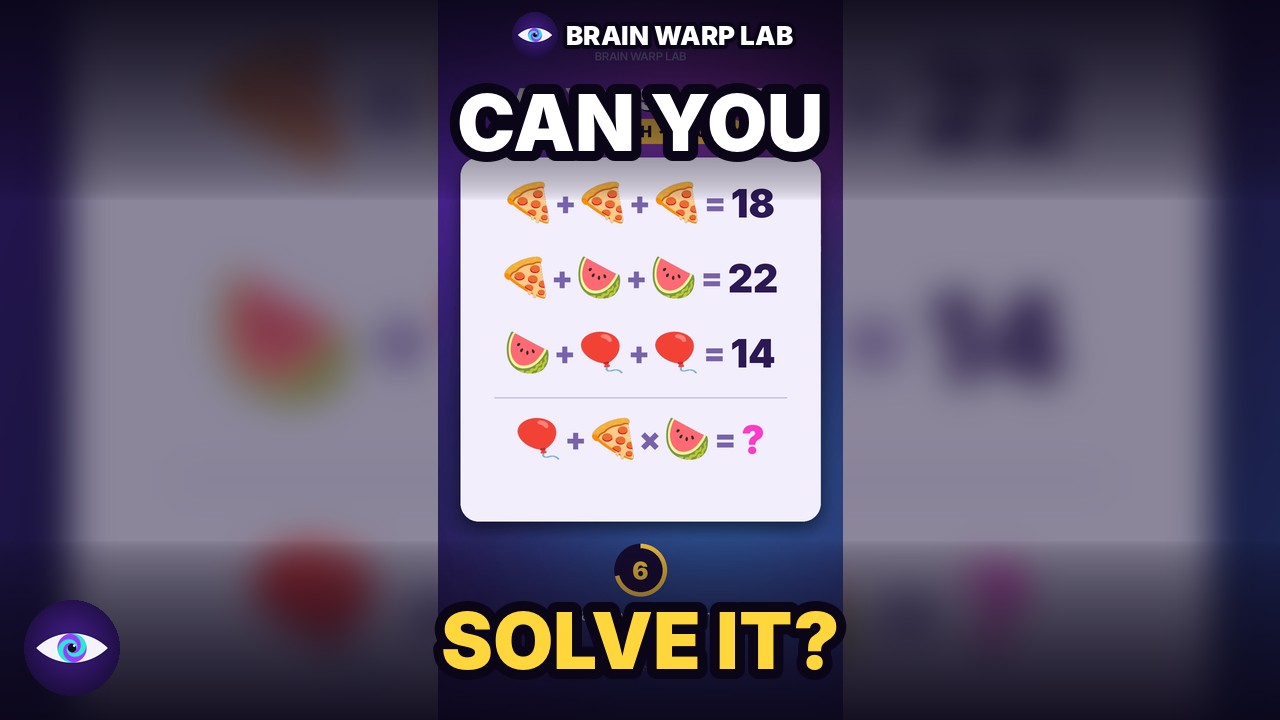 BRAIN WARP LAB
BRAIN WARP LAB
CAN YOU
🍕 + 🍕 + 🍕 = 18
🍕 + 🍉 + 🍉 = 22
🍉 + 🎈 + 🎈 = 14
🎈 + 🍕 × 🍉 = ?
6
SOLVE IT?